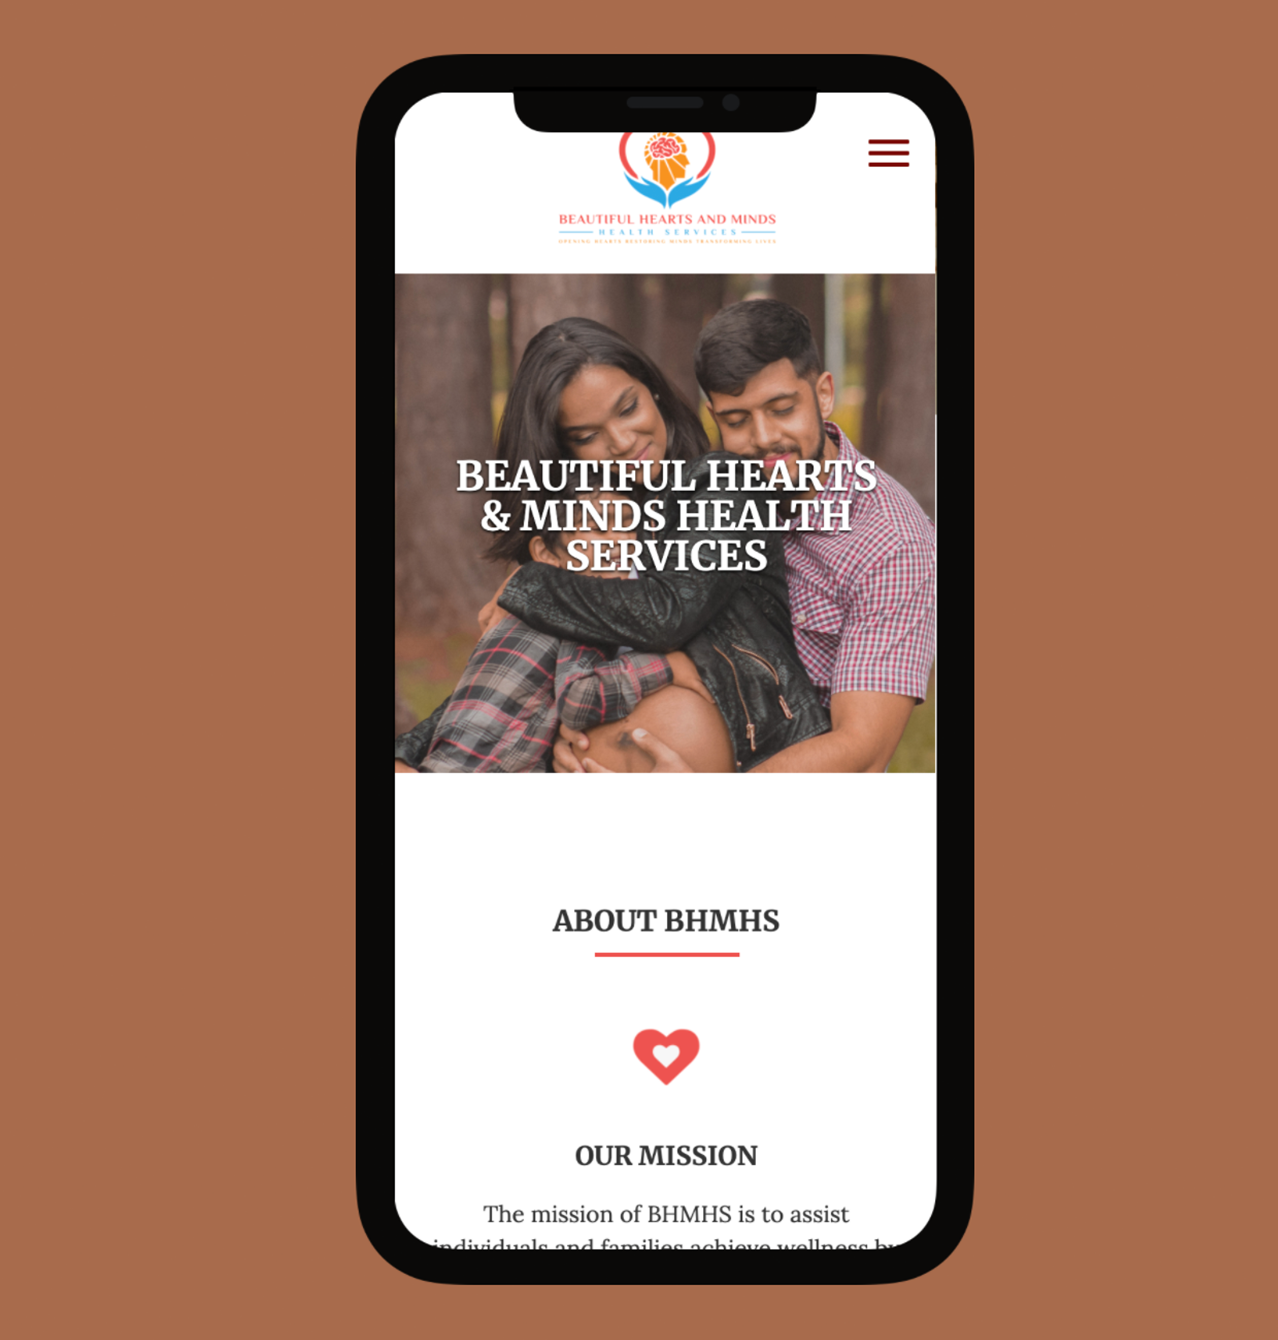 BEAUTIFUL HEARTS AND MINDS
HEALTH SERVICES
OPENING HEARTS RESTORING MINDS TRANSFORMING LIVES
BEAUTIFUL HEARTS
& MINDS HEALTH
SERVICES
ABOUT BHMHS
OUR MISSION
The mission of BHMHS is to assist
individuals and families achieve wellness by